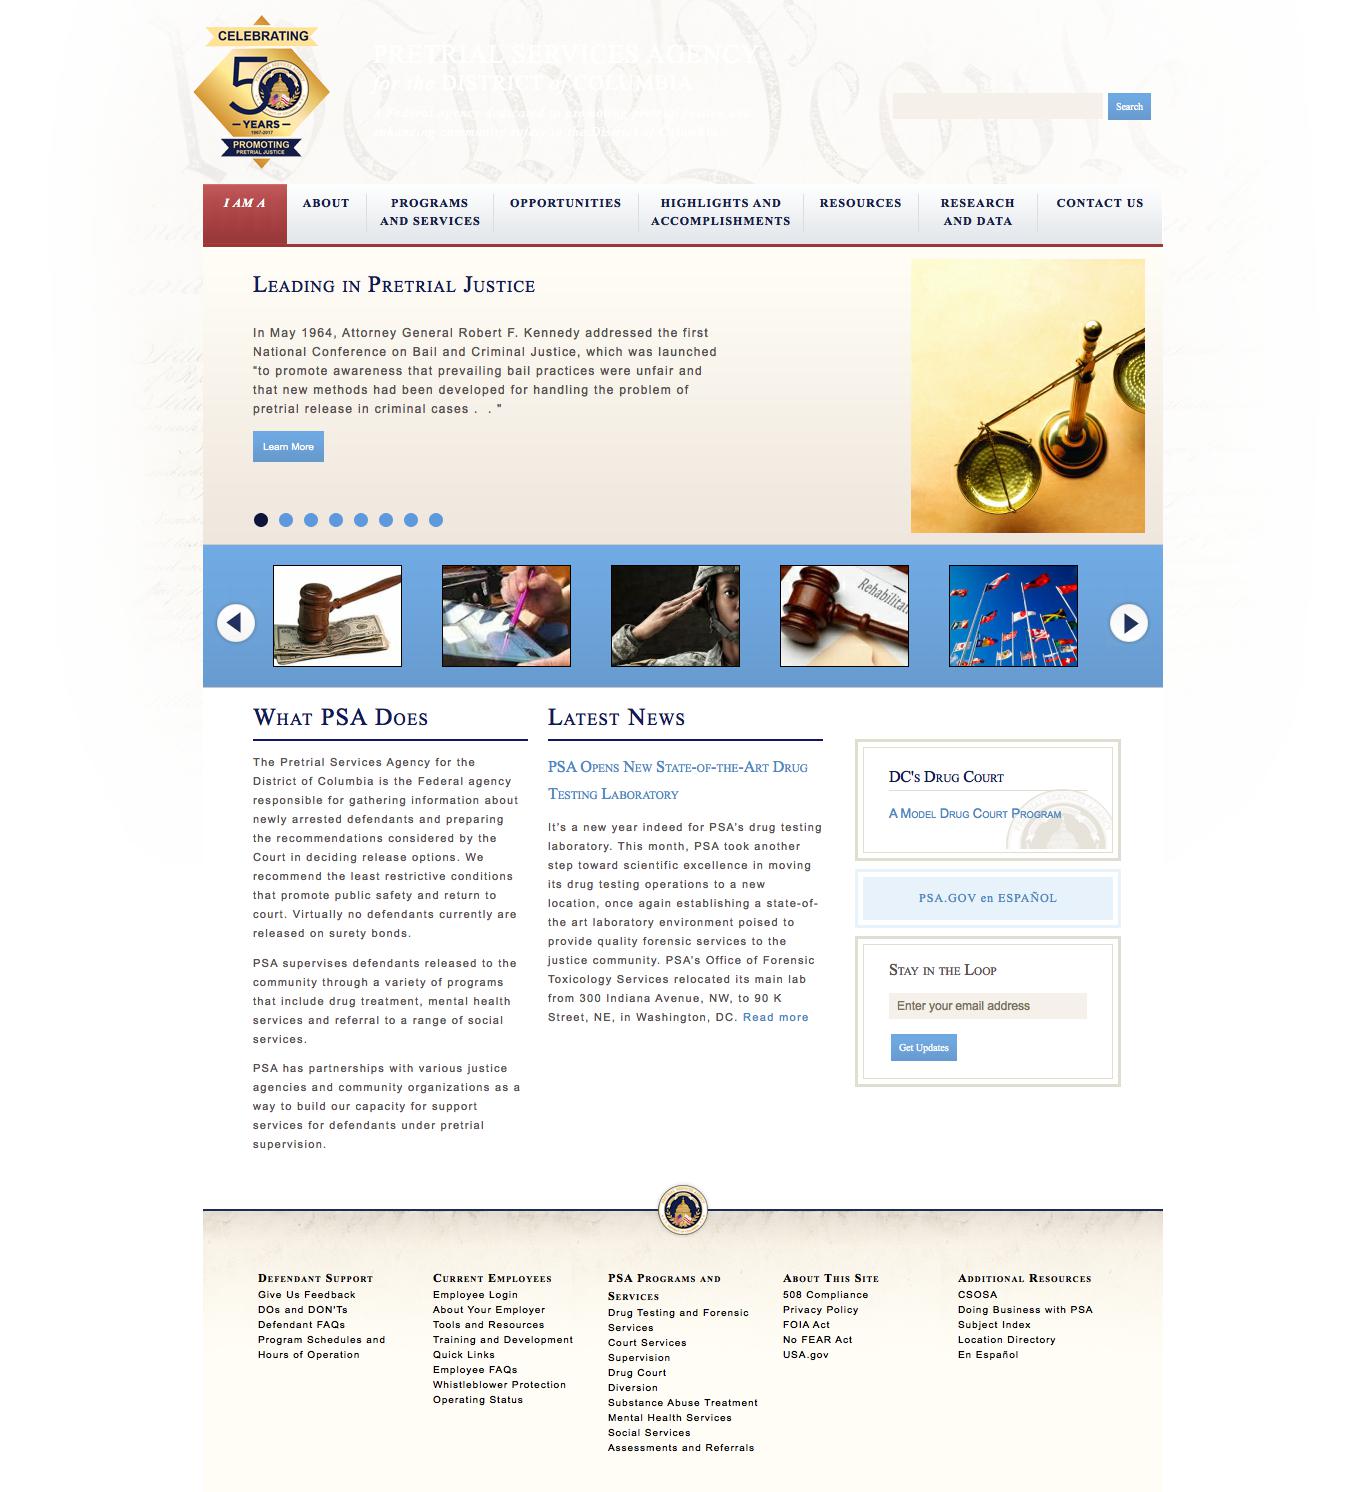 CELEBRATING
50
YEARS
1967-2017
PROMOTING
PRETRIAL JUSTICE
PRETRIAL SERVICES AGENCY
for the DISTRICT of COLUMBIA
Search
I AM A
ABOUT
PROGRAMS
AND SERVICES
OPPORTUNITIES
HIGHLIGHTS AND
ACCOMPLISHMENTS
RESOURCES
RESEARCH
AND DATA
CONTACT US
Leading in Pretrial Justice
In May 1964, Attorney General Robert F. Kennedy addressed the first
National Conference on Bail and Criminal Justice, which was launched
“to promote awareness that prevailing bail practices were unfair and
that new methods had been developed for handling the problem of
pretrial release in criminal cases . . "
Learn More
What PSA Does
The Pretrial Services Agency for the
District of Columbia is the Federal agency
responsible for gathering information about
newly arrested defendants and preparing
the recommendations considered by the
Court in deciding release options. We
recommend the least restrictive conditions
that promote public safety and return to
court. Virtually no defendants currently are
released on surety bonds.
PSA supervises defendants released to the
community through a variety of programs
that include drug treatment, mental health
services and referral to a range of social
services.
PSA has partnerships with various justice
agencies and community organizations as a
way to build our capacity for support
services for defendants under pretrial
supervision.
Latest News
PSA Opens New State-of-the-Art Drug
Testing Laboratory
It's a new year indeed for PSA's drug testing
laboratory. This month, PSA took another
step toward scientific excellence in moving
its drug testing operations to a new
location, once again establishing a state-of-
the art laboratory environment poised to
provide quality forensic services to the
justice community. PSA's Office of Forensic
Toxicology Services relocated its main lab
from 300 Indiana Avenue, NW, to 90 K
Street, NE, in Washington, DC. Read more
DC's Drug Court
A Model Drug Court Program
PSA.GOV en ESPAÑOL
Stay in the Loop
Enter your email address
Get Updates
Defendant Support
Give Us Feedback
DOs and DON'Ts
Defendant FAQs
Program Schedules and
Hours of Operation
Current Employees
Employee Login
About Your Employer
Tools and Resources
Training and Development
Quick Links
Employee FAQs
Whistleblower Protection
Operating Status
PSA Programs and
Services
Drug Testing and Forensic
Services
Court Services
Supervision
Drug Court
Diversion
Substance Abuse Treatment
Mental Health Services
Social Services
Assessments and Referrals
About This Site
508 Compliance
Privacy Policy
FOIA Act
No FEAR Act
USA.gov
Additional Resources
CSOSA
Doing Business with PSA
Subject Index
Location Directory
En Español